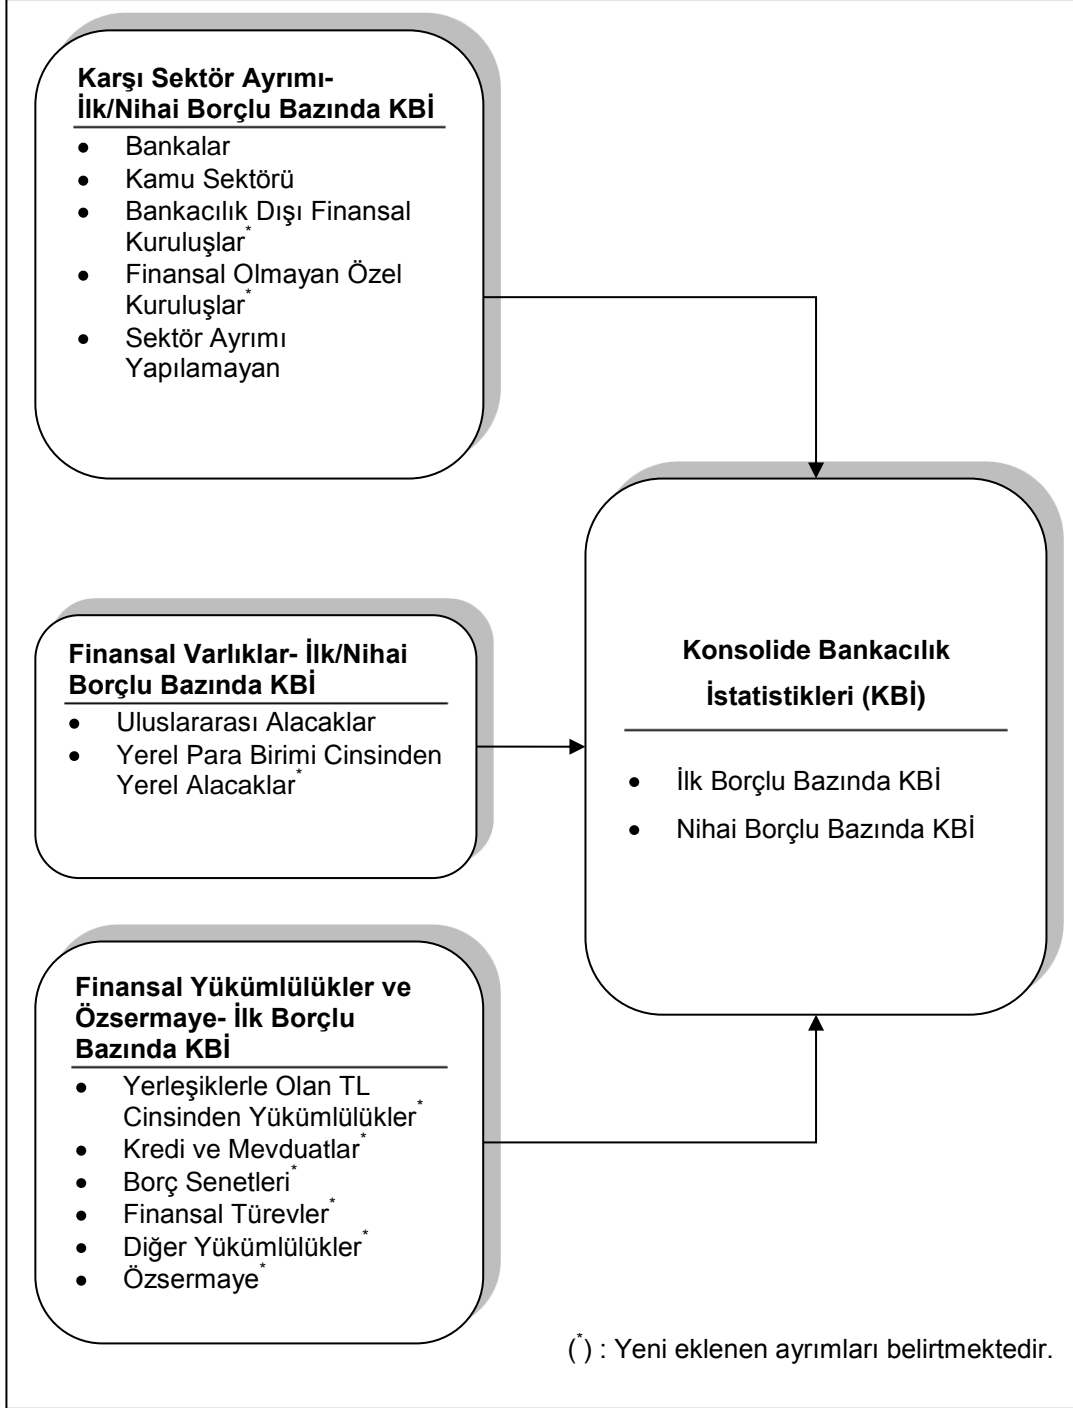 Karşı Sektör Ayrımı-
İlk/Nihai Borçlu Bazında KBİ
• Bankalar
• Kamu Sektörü
• Bankacılık Dışı Finansal
Kuruluşlar*
• Finansal Olmayan Özel
Kuruluşlar*
• Sektör Ayrımı
Yapılamayan
Finansal Varlıklar- İlk/Nihai
Borçlu Bazında KBİ
• Uluslararası Alacaklar
• Yerel Para Birimi Cinsinden
Yerel Alacaklar*
Finansal Yükümlülükler ve
Özsermaye- İlk Borçlu
Bazında KBİ
• Yerleşiklerle Olan TL
Cinsinden Yükümlülükler*
• Kredi ve Mevduatlar*
• Borç Senetleri*
• Finansal Türevler*
• Diğer Yükümlülükler*
• Özsermaye*
Konsolide Bankacılık
İstatistikleri (KBİ)
• İlk Borçlu Bazında KBİ
• Nihai Borçlu Bazında KBİ
(*) : Yeni eklenen ayrımları belirtmektedir.